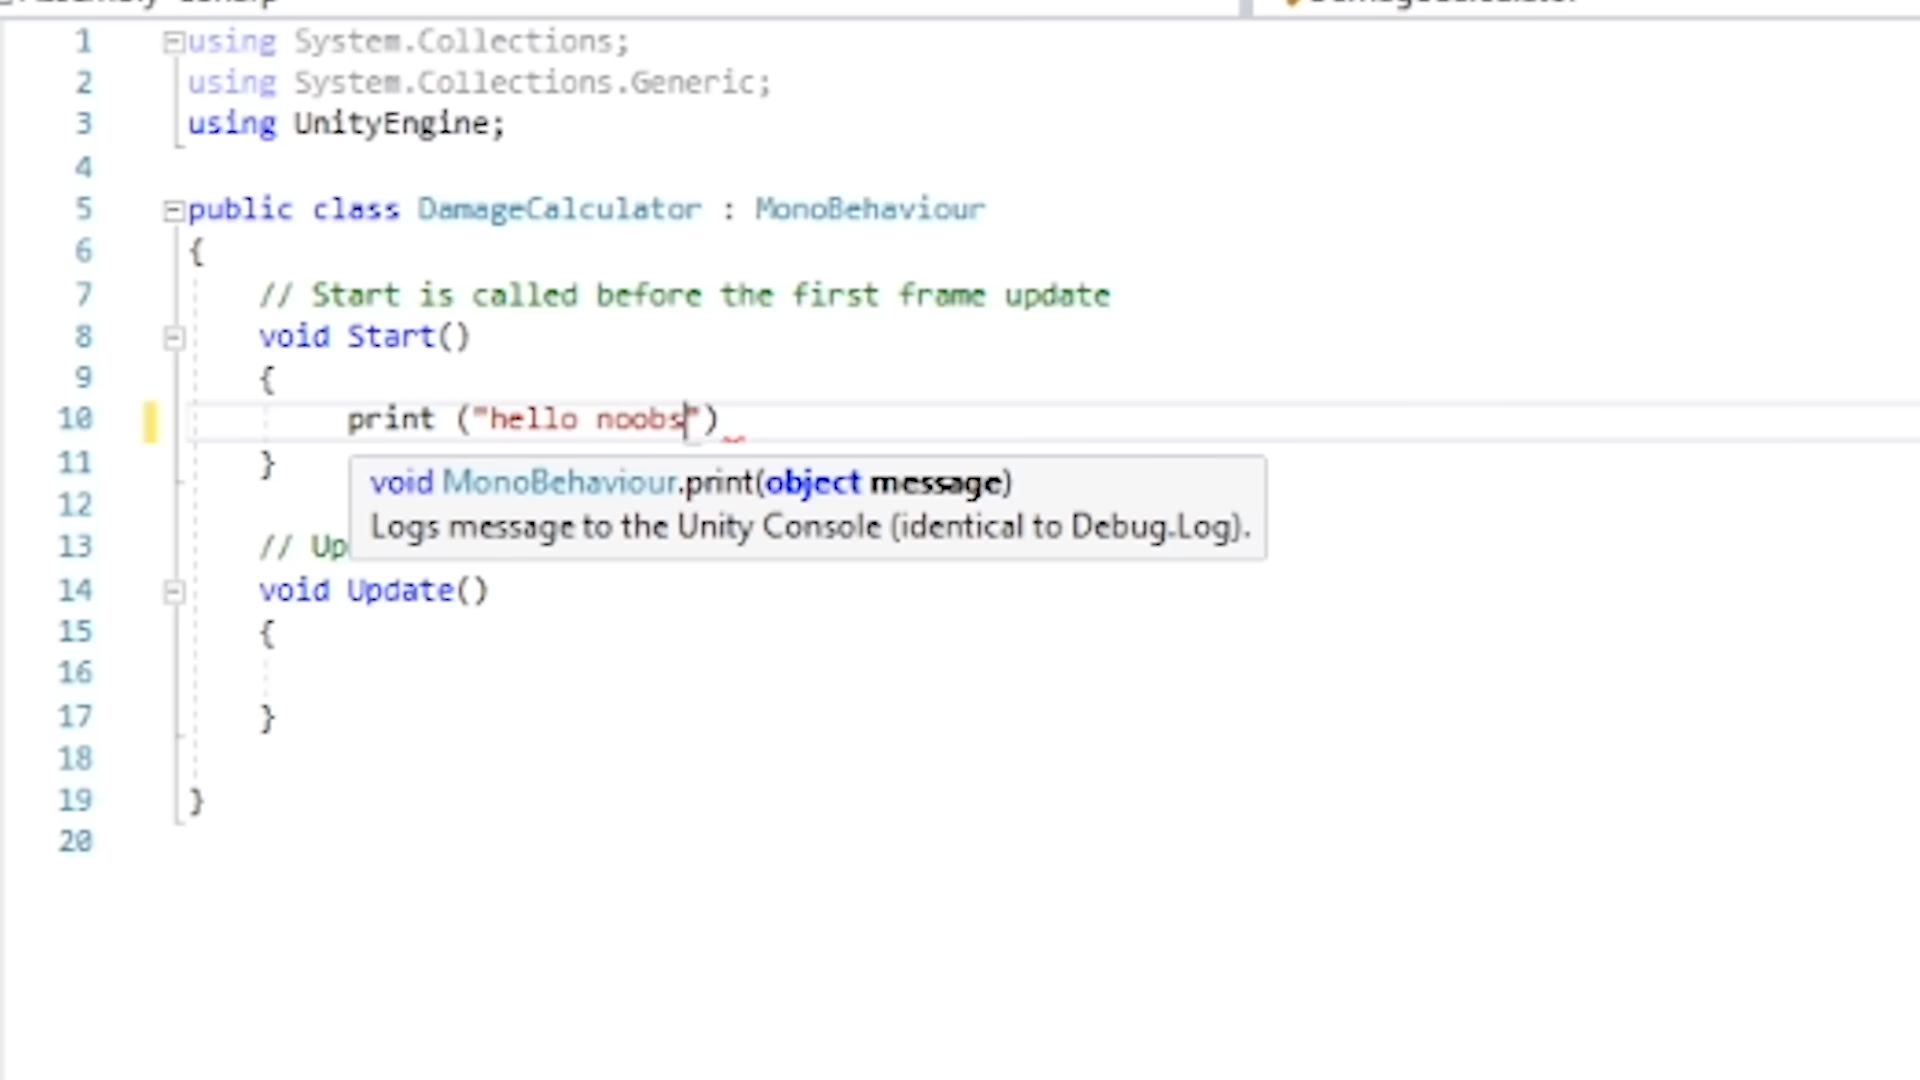 1 using System.Collections;
2 using System.Collections.Generic;
3 using UnityEngine;
4
5 public class DamageCalculator : MonoBehaviour
6 {
7 // Start is called before the first frame update
8 void Start()
9 {
10 print ("hello noobs")
11 }
void MonoBehaviour.print(object message)
12
Logs message to the Unity Console (identical to Debug.Log).
13 // Up
14 void Update()
15 {
16
17 }
18
19 }
20